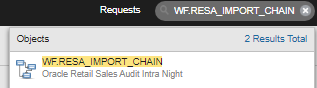 Requests WF.RESA_IMPORT_CHAIN
Objects 2 Results Total
WF.RESA_IMPORT_CHAIN
Oracle Retail Sales Audit Intra Night